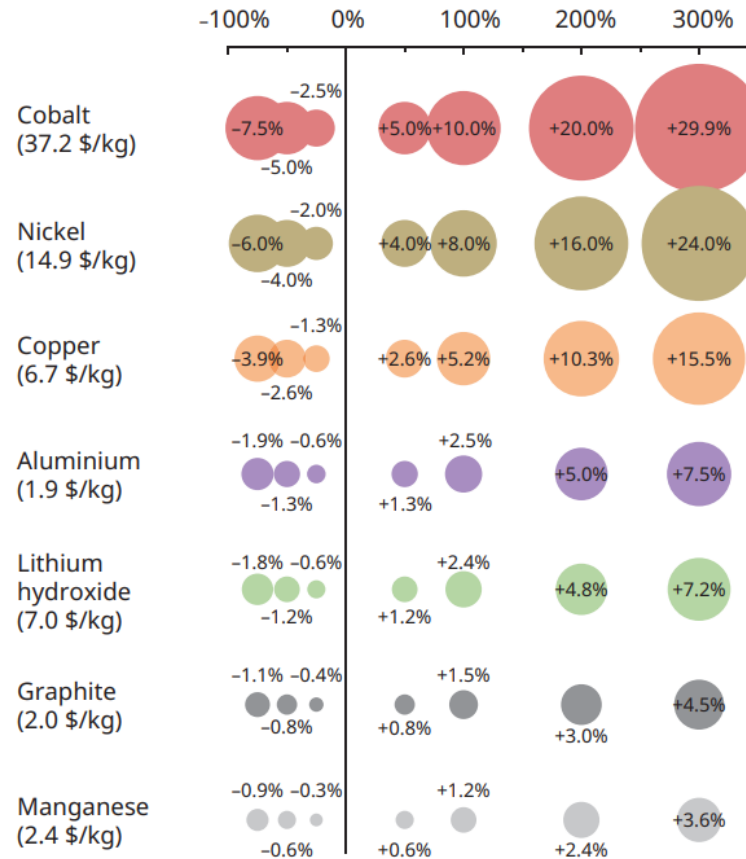 –100% 0% 100% 200% 300%
–2.5%
Cobalt
(37.2 $/kg)
–7.5% +5.0% +10.0% +20.0% +29.9%
–5.0%
–2.0%
Nickel
(14.9 $/kg)
–6.0% +4.0% +8.0% +16.0% +24.0%
–4.0%
–1.3%
Copper
(6.7 $/kg)
–3.9% +2.6% +5.2% +10.3% +15.5%
–2.6%
–1.9% –0.6% +2.5%
Aluminium
(1.9 $/kg)
+5.0% +7.5%
–1.3% +1.3%
–1.8% –0.6% +2.4%
Lithium
hydroxide
(7.0 $/kg)
+4.8% +7.2%
–1.2% +1.2%
–1.1% –0.4% +1.5%
Graphite
(2.0 $/kg)
+4.5%
–0.8% +0.8% +3.0%
–0.9% –0.3% +1.2%
Manganese
(2.4 $/kg)
+3.6%
–0.6% +0.6% +2.4%